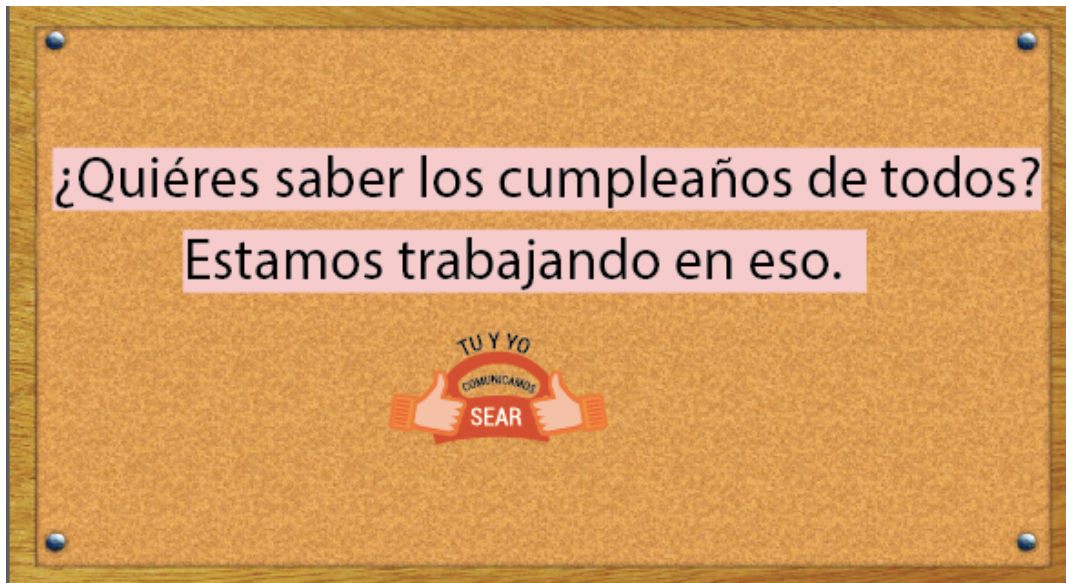 ¿Quiéres saber los cumpleaños de todos?
Estamos trabajando en eso.
TU Y YO
COMUNICAMOS
SEAR